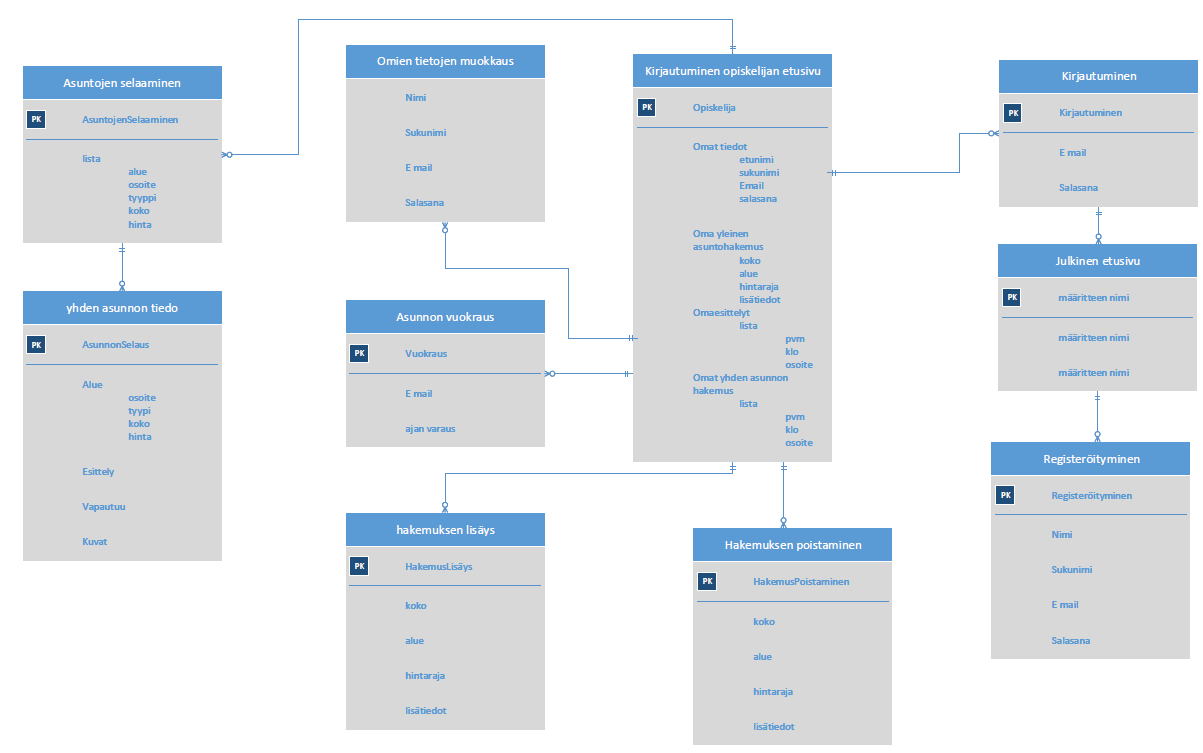 Asuntojen selaaminen
PK AsuntojenSelaaminen
lista
alue
osoite
tyyppi
koko
hinta
yhden asunnon tiedo
PK AsunnonSelaus
Alue
osoite
tyypi
koko
hinta
Esittely
Vapautuu
Kuvat
Omien tietojen muokkaus
Nimi
Sukunimi
E mail
Salasana
Asunnon vuokraus
PK Vuokraus
E mail
ajan varaus
hakemuksen lisäys
PK HakemusLisäys
koko
alue
hintaraja
lisätiedot
Kirjautuminen opiskelijan etusivu
PK Opiskelija
Omat tiedot
etunimi
sukunimi
Email
salasana
Oma yleinen
asuntohakemus
koko
alue
hintaraja
lisätiedot
Omaesittelyt
lista
pvm
klo
osoite
Omat yhden asunnon
hakemus
lista
pvm
klo
osoite
Hakemuksen poistaminen
PK HakemusPoistaminen
koko
alue
hintaraja
lisätiedot
Kirjautuminen
PK Kirjautuminen
E mail
Salasana
Julkinen etusivu
PK määritteen nimi
määritteen nimi
määritteen nimi
Registeröityminen
PK Registeröityminen
Nimi
Sukunimi
E mail
Salasana